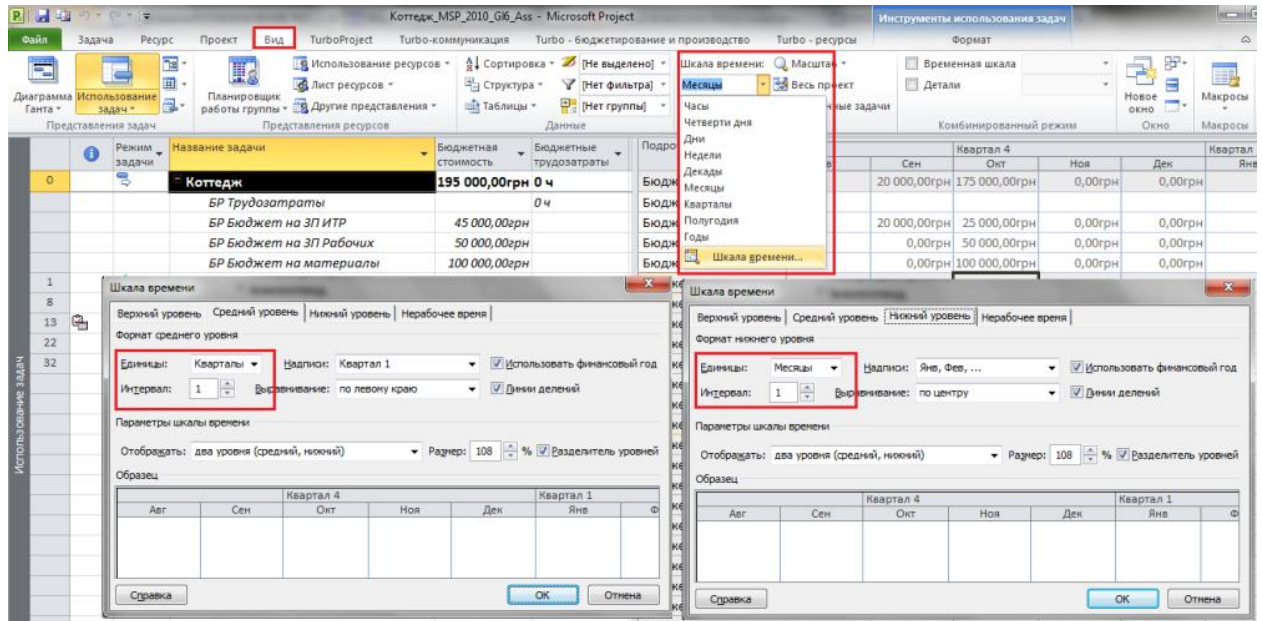 Коттедж_MSP_2010_Gl6_Ass - Microsoft Project
Инструменты использования задач
Файл Задача Ресурс Проект Вид TurboProject Turbo-коммуникация Turbo - бюджетирование и производство Turbo - ресурсы Формат
Использование ресурсов Сортировка [Не выделено] Шкала времени: Масштаб Временная шкала
Лист ресурсов Структура [Нет фильтра] Месяцы Весь проект Детали
Диаграмма Ганта Использование задач Планировщик работы группы Другие представления Таблицы [Нет группы] ные задачи Новое окно Макросы
Представления задач Представления ресурсов Данные Комбинированный режим Окно Макросы
Часы
Четверти дня
Дни
Недели
Декады
Месяцы
Кварталы
Полугодия
Годы
Шкала времени...
Режим задачи Название задачи Бюджетная стоимость Бюджетные трудозатраты Подро Квартал 4 Квартал
в Сен Окт Ноя Дек Янв
0 Коттедж 195 000,00грн 0 ч Бюдж 20 000,00грн 175 000,00грн 0,00грн 0,00грн
БР Трудозатраты 0 ч Бюдж
БР Бюджет на ЗП ИТР 45 000,00грн Бюдж 20 000,00грн 25 000,00грн 0,00грн 0,00грн
БР Бюджет на ЗП Рабочих 50 000,00грн Бюдж 0,00грн 50 000,00грн 0,00грн 0,00грн
БР Бюджет на материалы 100 000,00грн Бюдж 0,00грн 100 000,00грн 0,00грн 0,00грн
1
8
13
22
32
Использование задач
Шкала времени
Верхний уровень Средний уровень Нижний уровень Нерабочее время
Формат среднего уровня
Единицы: Кварталы Надписи: Квартал 1 Использовать финансовый год
Интервал: 1 Выравнивание: по левому краю Линии делений
Параметры шкалы времени
Отображать: два уровня (средний, нижний) Размер: 108 % Разделитель уровней
Образец
Квартал 4 Квартал 1
Авг Сен Окт Ноя Дек Янв Ф
Справка ОК Отмена
Шкала времени
Верхний уровень Средний уровень Нижний уровень Нерабочее время
Формат нижнего уровня
Единицы: Месяцы Надписи: Янв, Фев, ... Использовать финансовый год
Интервал: 1 Выравнивание: по центру Линии делений
Параметры шкалы времени
Отображать: два уровня (средний, нижний) Размер: 108 % Разделитель уровней
Образец
Квартал 4 Квартал 1
Авг Сен Окт Ноя Дек Янв Ф
Справка ОК Отмена